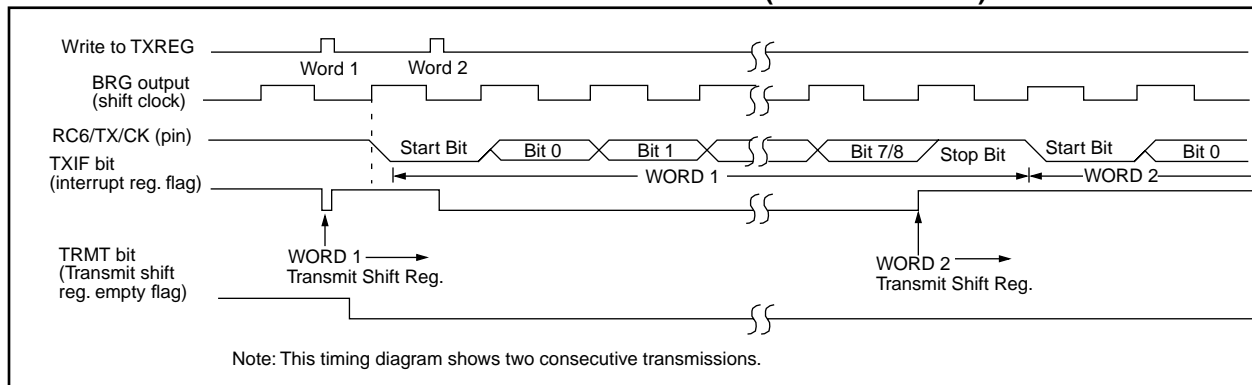 Write to TXREG
Word 1
Word 2
BRG output
(shift clock)
RC6/TX/CK (pin)
Start Bit
Bit 0
Bit 1
Bit 7/8
Stop Bit
Start Bit
Bit 0
TXIF bit
(interrupt reg. flag)
WORD 1
WORD 2
TRMT bit
(Transmit shift
reg. empty flag)
WORD 1
Transmit Shift Reg.
WORD 2
Transmit Shift Reg.
Note: This timing diagram shows two consecutive transmissions.